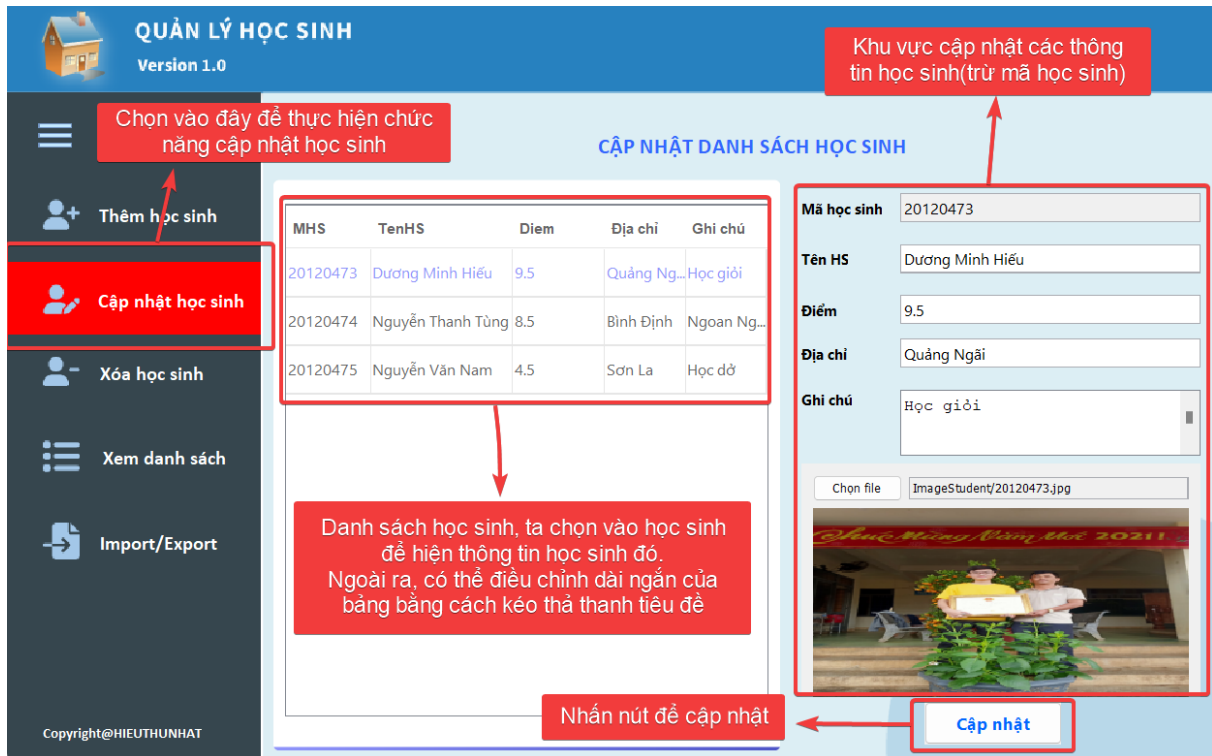 QUẢN LÝ HỌC SINH
Version 1.0
Khu vực cập nhật các thông
tin học sinh(trừ mã học sinh)
Chọn vào đây để thực hiện chức
năng cập nhật học sinh
CẬP NHẬT DANH SÁCH HỌC SINH
Thêm học sinh
Cập nhật học sinh
Xóa học sinh
Xem danh sách
Import/Export
Copyright@HIEUTHUNHAT
MHS TenHS Diem Địa chỉ Ghi chú
20120473 Dương Minh Hiếu 9.5 Quảng Ng... Học giỏi
20120474 Nguyễn Thanh Tùng 8.5 Bình Định Ngoan Ng...
20120475 Nguyễn Văn Nam 4.5 Sơn La Học dở
Danh sách học sinh, ta chọn vào học sinh
để hiện thông tin học sinh đó.
Ngoài ra, có thể điều chỉnh dài ngắn của
bảng bằng cách kéo thả thanh tiêu đề
Mã học sinh 20120473
Tên HS Dương Minh Hiếu
Điểm 9.5
Địa chỉ Quảng Ngãi
Ghi chú Học giỏi
Chọn file ImageStudent/20120473.jpg
Chúc Mừng Năm Mới 2021!
Nhấn nút để cập nhật
Cập nhật